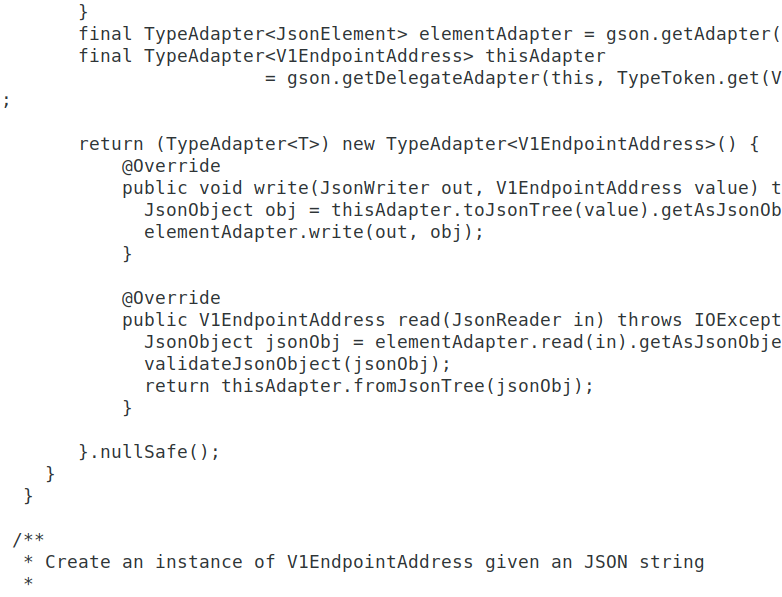 }
final TypeAdapter<JsonElement> elementAdapter = gson.getAdapter(
final TypeAdapter<V1EndpointAddress> thisAdapter
= gson.getDelegateAdapter(this, TypeToken.get(V
;
return (TypeAdapter<T>) new TypeAdapter<V1EndpointAddress>() {
@Override
public void write(JsonWriter out, V1EndpointAddress value) t
JsonObject obj = thisAdapter.toJsonTree(value).getAsJsonOb
elementAdapter.write(out, obj);
}
@Override
public V1EndpointAddress read(JsonReader in) throws IOExcept
JsonObject jsonObj = elementAdapter.read(in).getAsJsonObje
validateJsonObject(jsonObj);
return thisAdapter.fromJsonTree(jsonObj);
}
}.nullSafe();
}
}
/**
* Create an instance of V1EndpointAddress given an JSON string
*